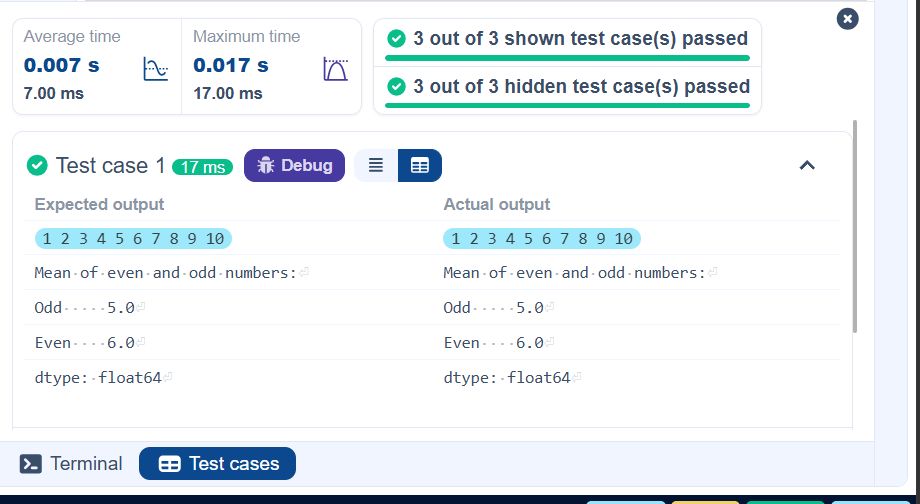 Average time
0.007 s
7.00 ms
Maximum time
0.017 s
17.00 ms
3 out of 3 shown test case(s) passed
3 out of 3 hidden test case(s) passed
Test case 1 17 ms Debug
Expected output
1 2 3 4 5 6 7 8 9 10
Mean·of·even·and·odd·numbers:⏎
Odd·····5.0⏎
Even····6.0⏎
dtype:·float64⏎
Actual output
1 2 3 4 5 6 7 8 9 10
Mean·of·even·and·odd·numbers:⏎
Odd·····5.0⏎
Even····6.0⏎
dtype:·float64⏎
Terminal
Test cases